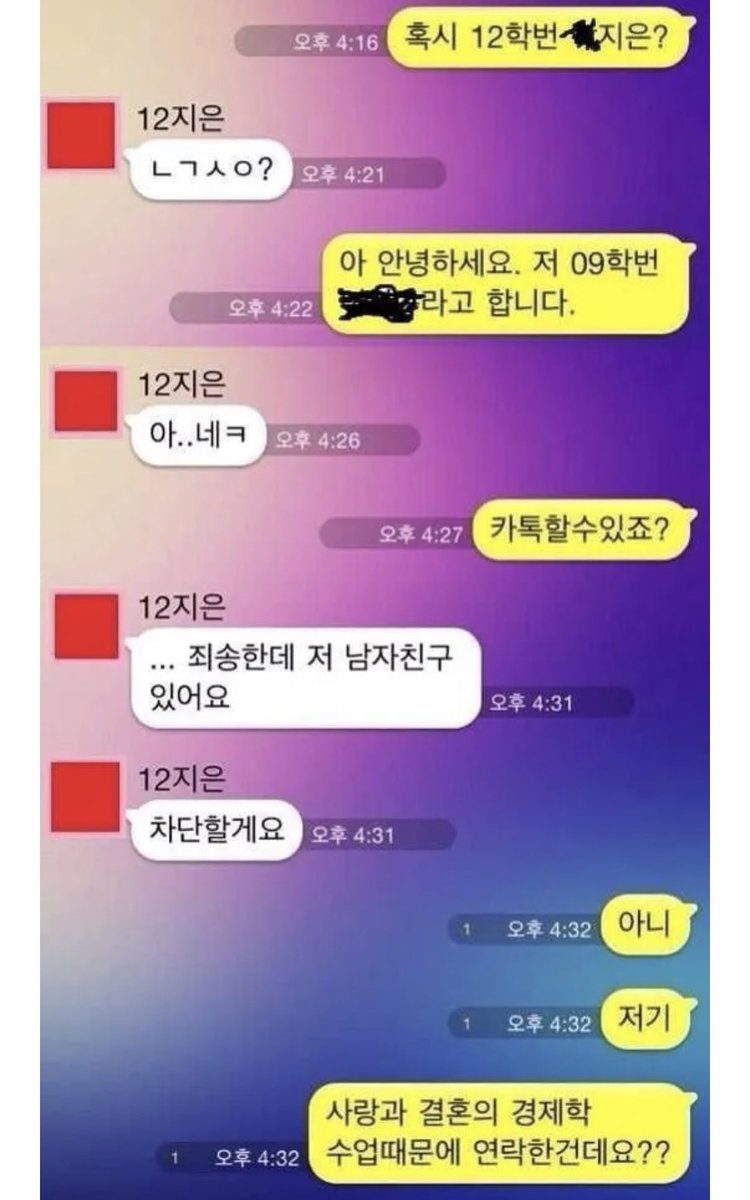 혹시 12학번 지은?
오후 4:16
12지은
ㄴㄱㅅㅇ?
오후 4:21
아 안녕하세요. 저 09학번
라고 합니다.
오후 4:22
12지은
아..네ㅋ
오후 4:26
카톡할수있죠?
오후 4:27
12지은
... 죄송한데 저 남자친구
있어요
오후 4:31
12지은
차단할게요
오후 4:31
아니
1 오후 4:32
저기
1 오후 4:32
사랑과 결혼의 경제학
수업때문에 연락한건데요??
1 오후 4:32